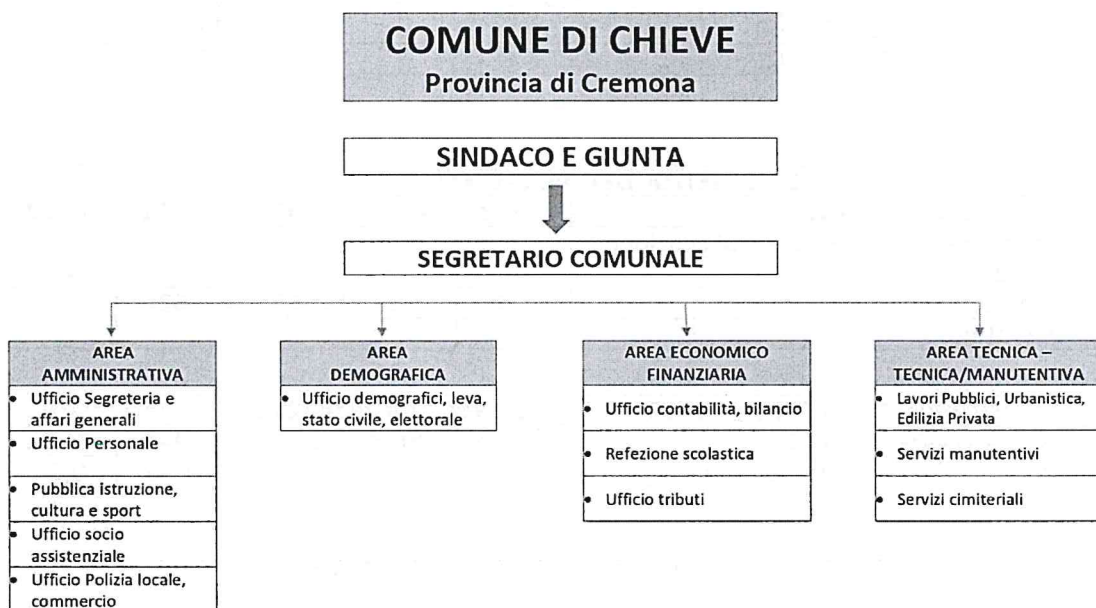 COMUNE DI CHIEVE
Provincia di Cremona
SINDACO E GIUNTA
SEGRETARIO COMUNALE
AREA
AMMINISTRATIVA
• Ufficio Segreteria e
affari generali
• Ufficio Personale
• Pubblica istruzione,
cultura e sport
• Ufficio socio
assistenziale
• Ufficio Polizia locale,
commercio
AREA
DEMOGRAFICA
• Ufficio demografici, leva,
stato civile, elettorale
AREA ECONOMICO
FINANZIARIA
• Ufficio contabilità, bilancio
• Refezione scolastica
• Ufficio tributi
AREA TECNICA –
TECNICA/MANUTENTIVA
• Lavori Pubblici, Urbanistica,
Edilizia Privata
• Servizi manutentivi
• Servizi cimiteriali